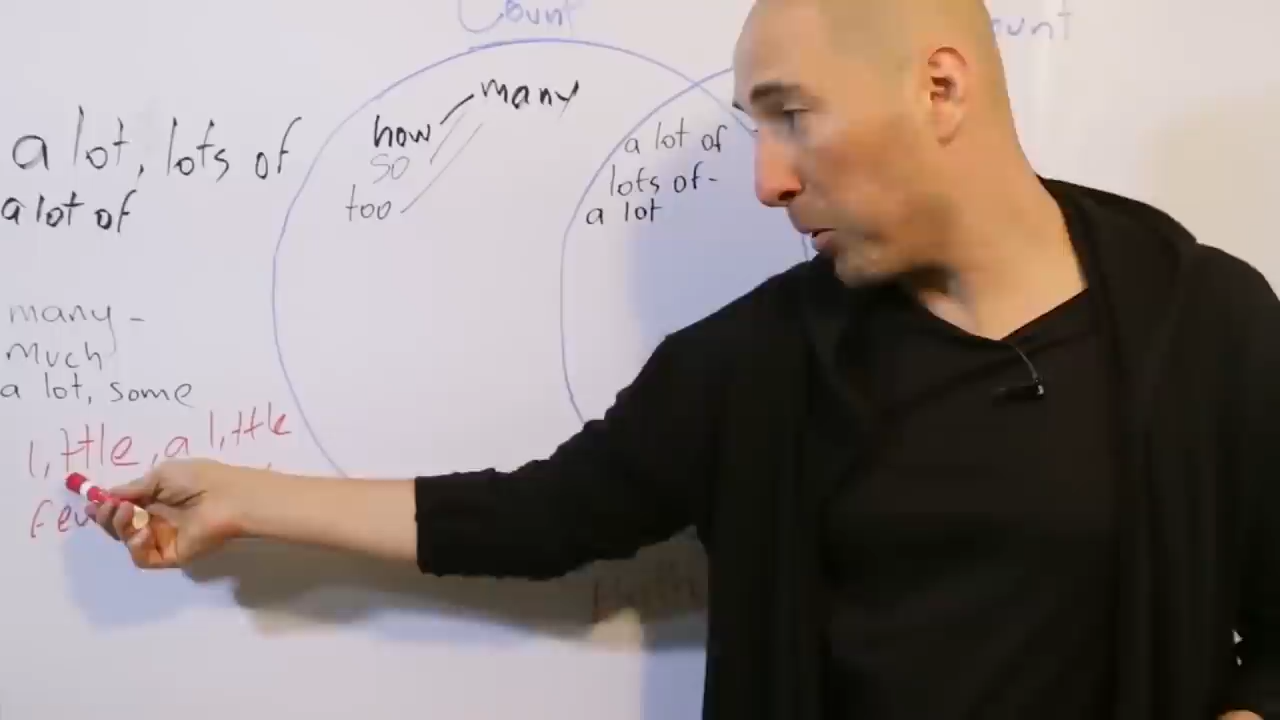 Count
many
how
so
too
a lot, lots of
a lot of
a lot of
lots of-
a lot
many -
much
a lot, some
little, a little